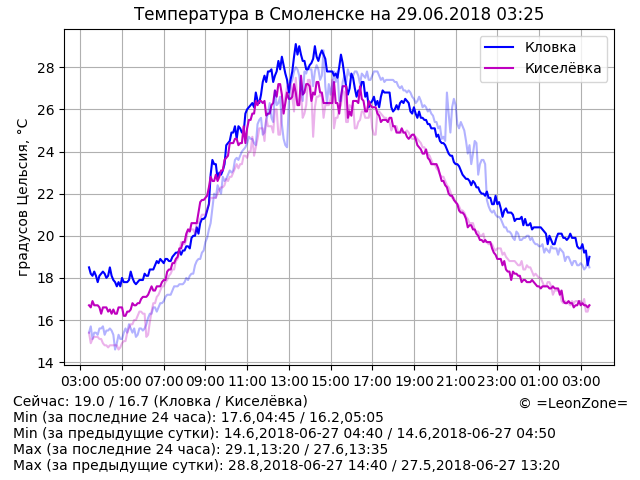 Температура в Смоленске на 29.06.2018 03:25
градусов Цельсия, °C
28
26
24
22
20
18
16
14
Кловка
Киселёвка
03:00 05:00 07:00 09:00 11:00 13:00 15:00 17:00 19:00 21:00 23:00 01:00 03:00
Сейчас: 19.0 / 16.7 (Кловка / Киселёвка)
© =LeonZone=
Min (за последние 24 часа): 17.6,04:45 / 16.2,05:05
Min (за предыдущие сутки): 14.6,2018-06-27 04:40 / 14.6,2018-06-27 04:50
Max (за последние 24 часа): 29.1,13:20 / 27.6,13:35
Max (за предыдущие сутки): 28.8,2018-06-27 14:40 / 27.5,2018-06-27 13:20